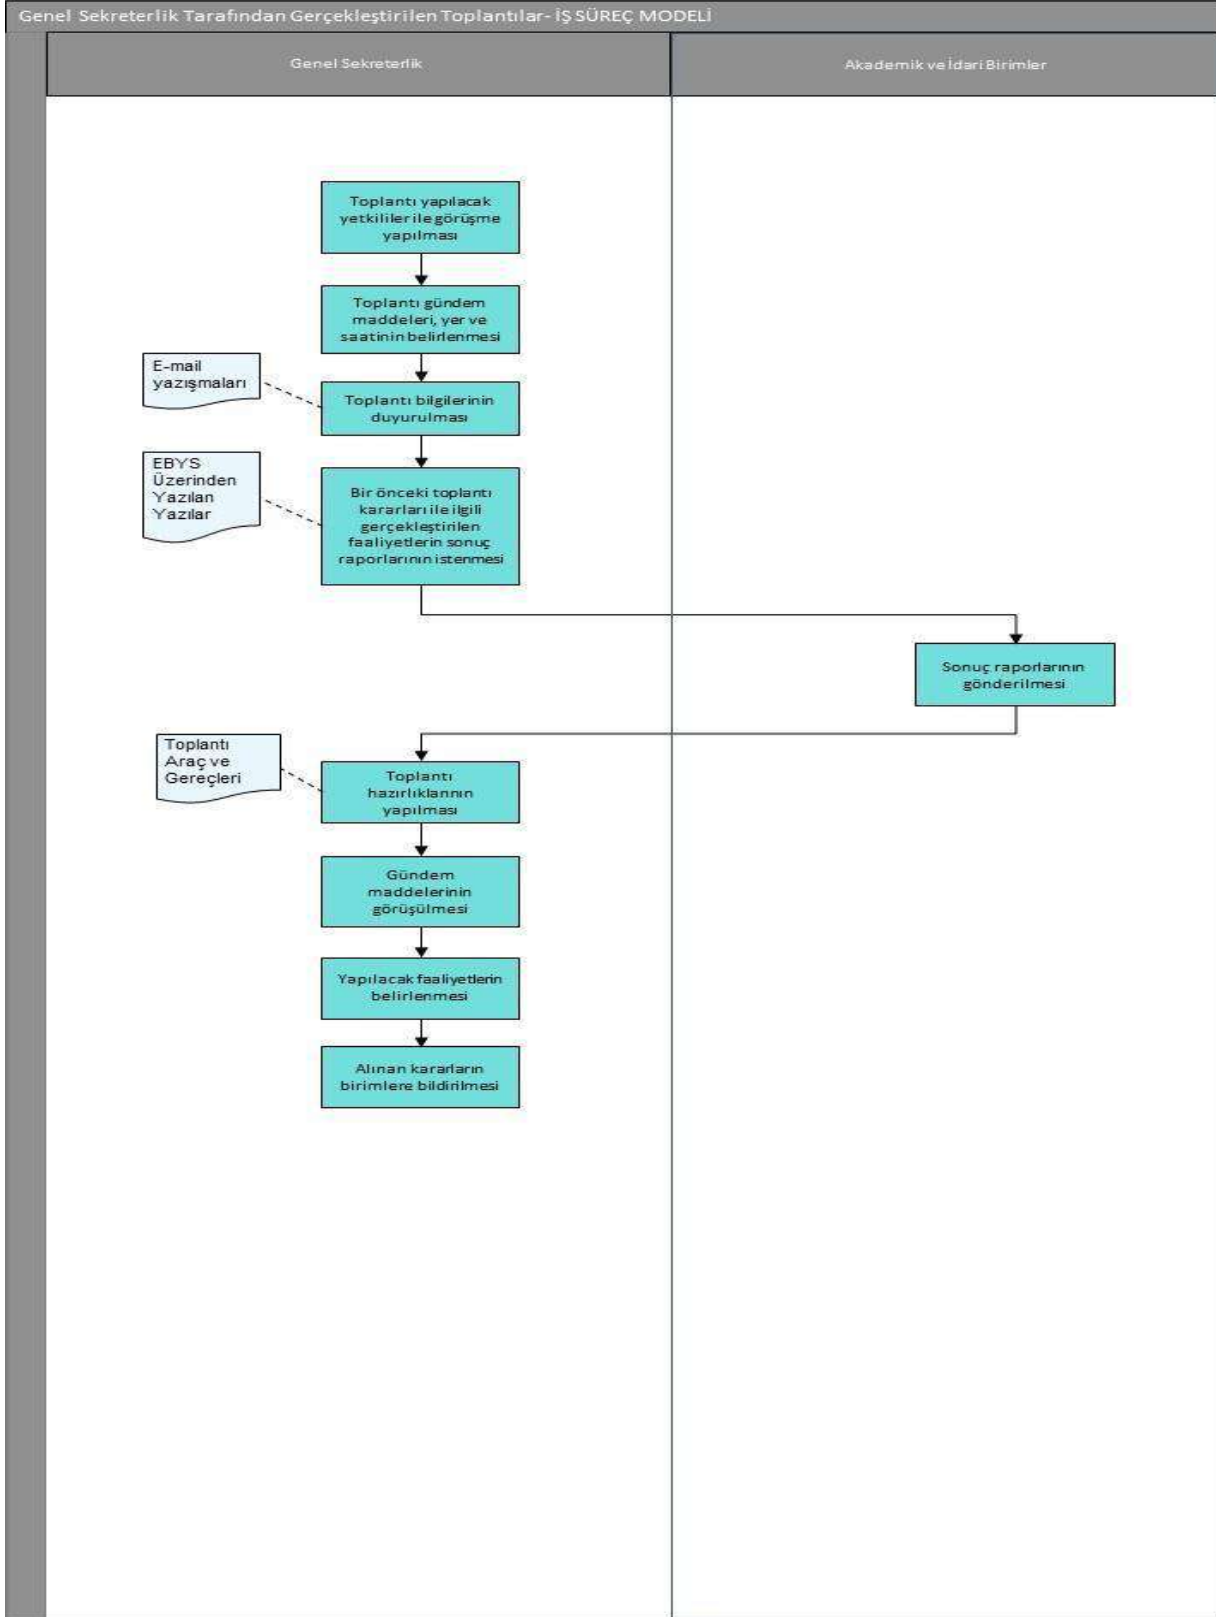 Genel Sekreterlik Tarafından Gerçekleştirilen Toplantılar- İŞ SÜREÇ MODELİ
Genel Sekreterlik
Akademik ve İdari Birimler
Toplantı yapılacak
yetkililer ile görüşme
yapılması
Toplantı gündem
maddeleri, yer ve
saatinin belirlenmesi
E-mail
yazışmaları
Toplantı bilgilerinin
duyurulması
EBYS
Üzerinden
Yazılan
Yazılar
Bir önceki toplantı
kararları ile ilgili
gerçekleştirilen
faaliyetlerin sonuç
raporlarının istenmesi
Sonuç raporlarının
gönderilmesi
Toplantı
Araç ve
Gereçleri
Toplantı
hazırlıklarının
yapılması
Gündem
maddelerinin
görüşülmesi
Yapılacak faaliyetlerin
belirlenmesi
Alınan kararların
birimlere bildirilmesi